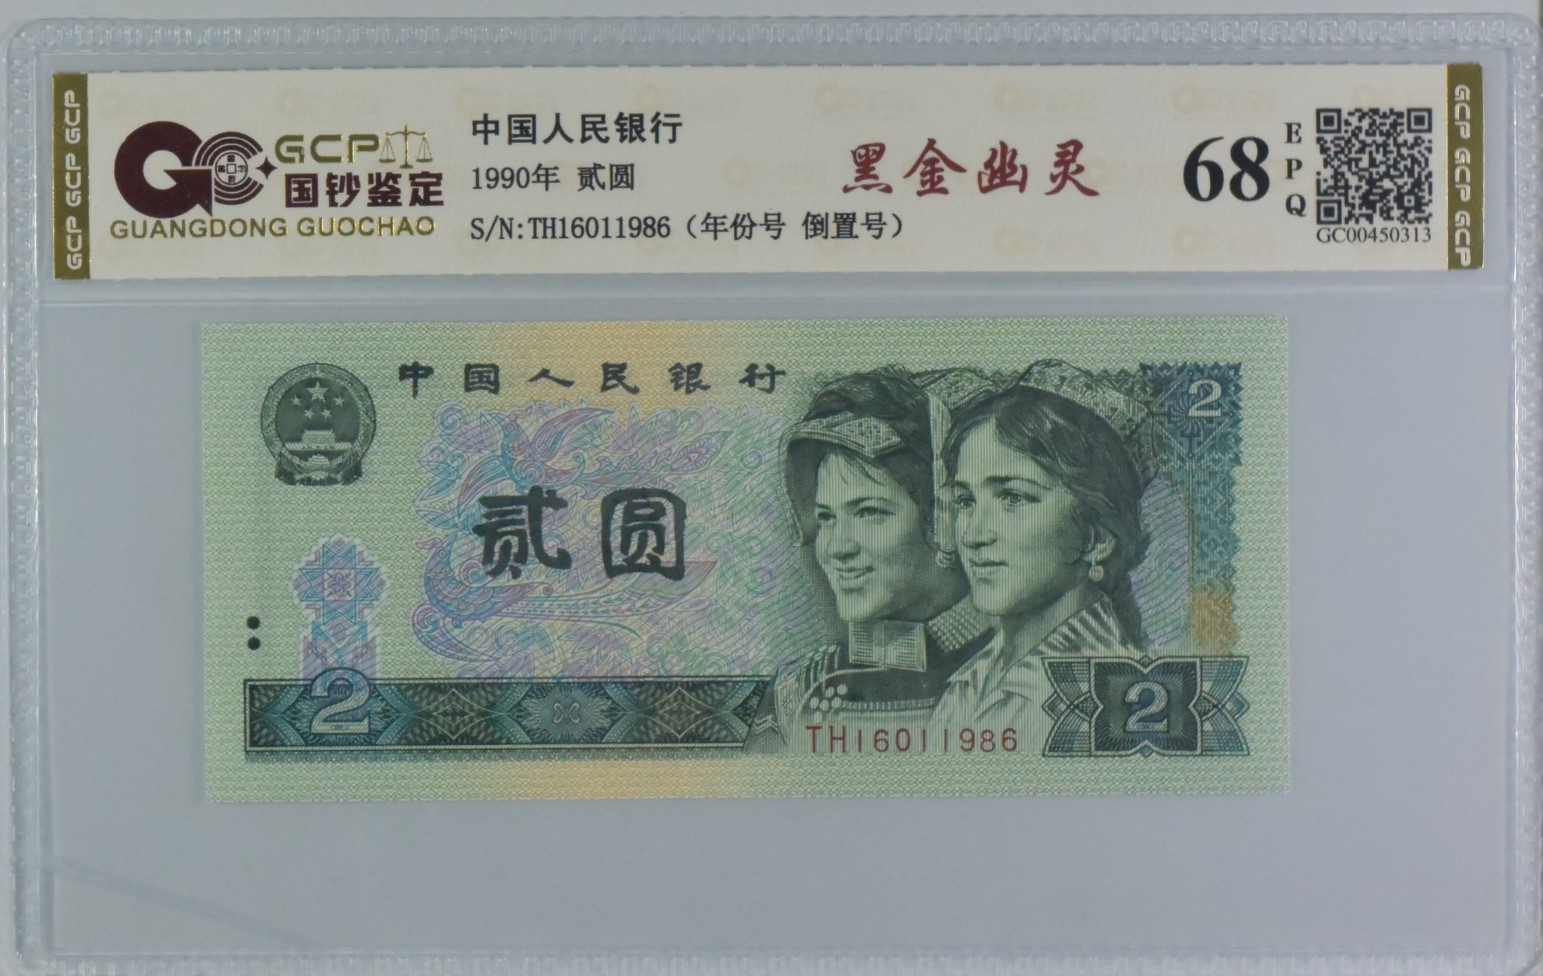 GCP GCP GCP
GCP
国钞鉴定
GUANGDONG GUOCHAO
中国人民银行
1990年 贰圆
S/N:TH16011986（年份号 倒置号）
黑金幽灵
68
EPQ
GC00450313
GCP GCP GCP
中国人民银行
2
贰圆
2
TH16011986
2